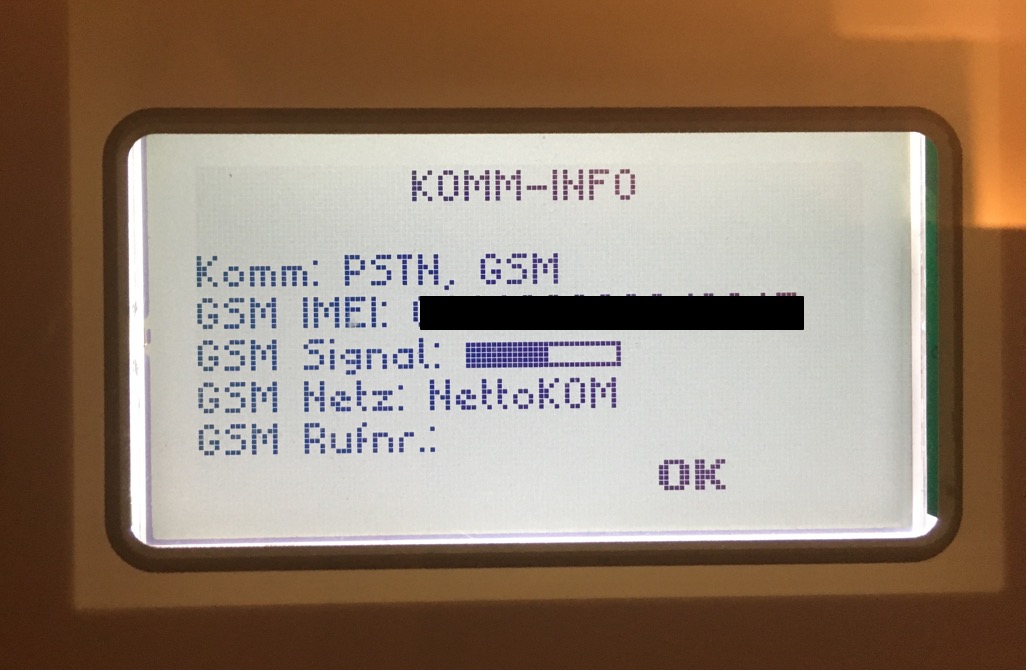 KOMM-INFO
Komm: PSTN, GSM
GSM IMEI:
GSM Signal:
GSM Netz: NettoKOM
GSM Rufnr.:
OK